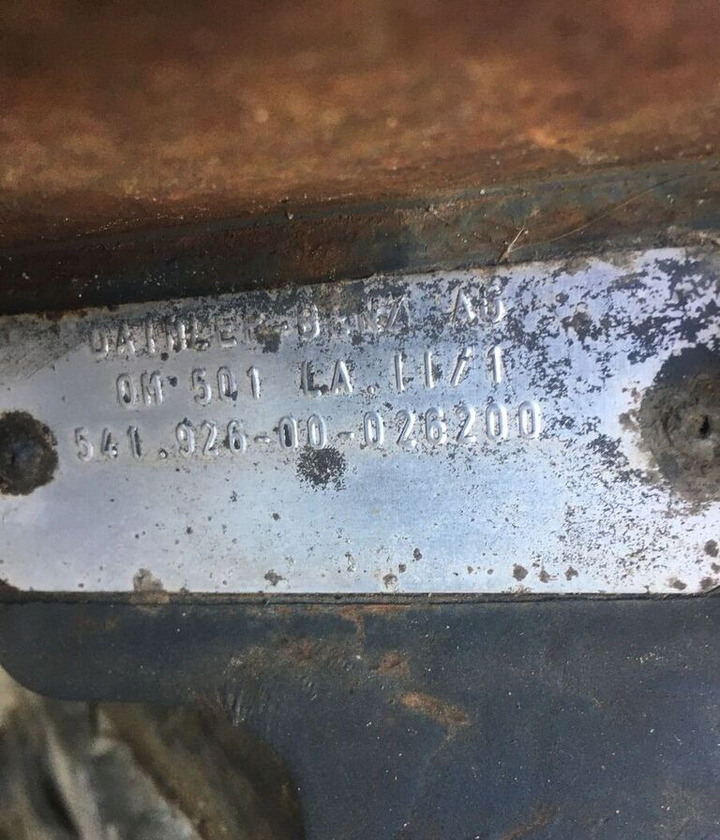 DAIMLER-BENZ AG
OM 501 LA.II/1
541.926-00-026200